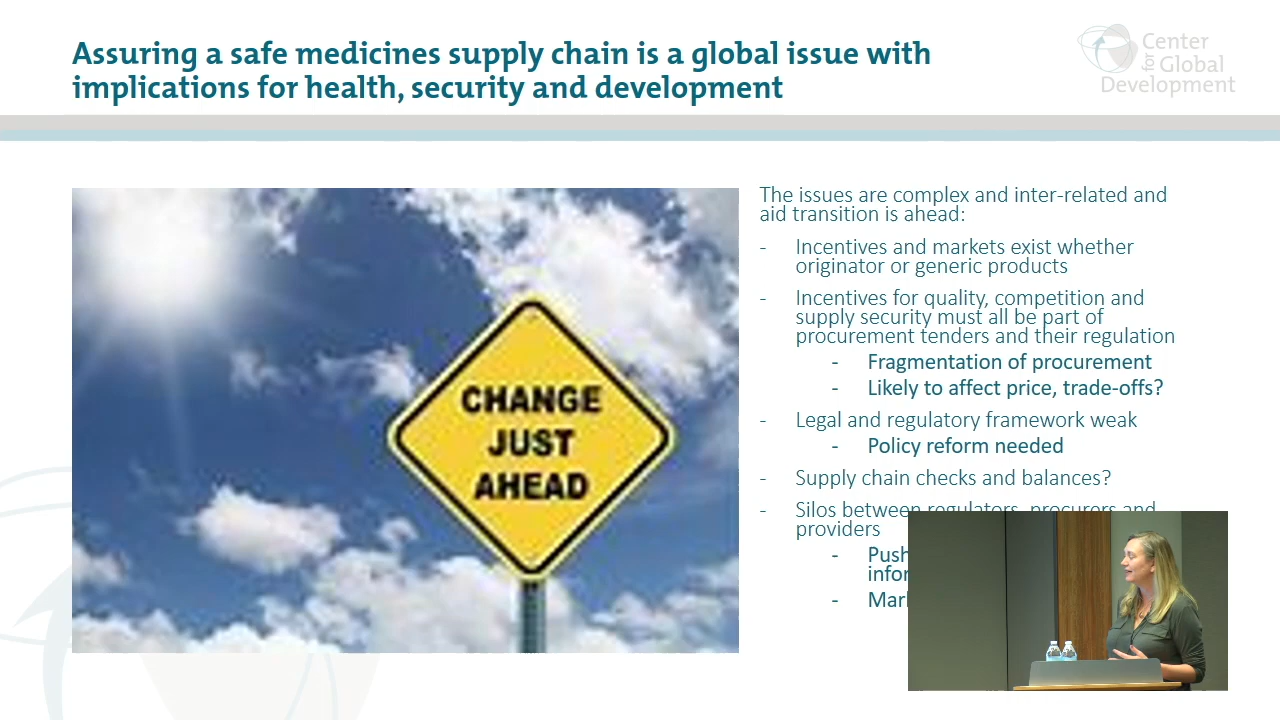 Assuring a safe medicines supply chain is a global issue with
implications for health, security and development
Center
for Global
Development
CHANGE
JUST
AHEAD
The issues are complex and inter-related and
aid transition is ahead:
- Incentives and markets exist whether
originator or generic products
- Incentives for quality, competition and
supply security must all be part of
procurement tenders and their regulation
- Fragmentation of procurement
- Likely to affect price, trade-offs?
- Legal and regulatory framework weak
- Policy reform needed
- Supply chain checks and balances?
- Silos between regulators, procurers and
providers